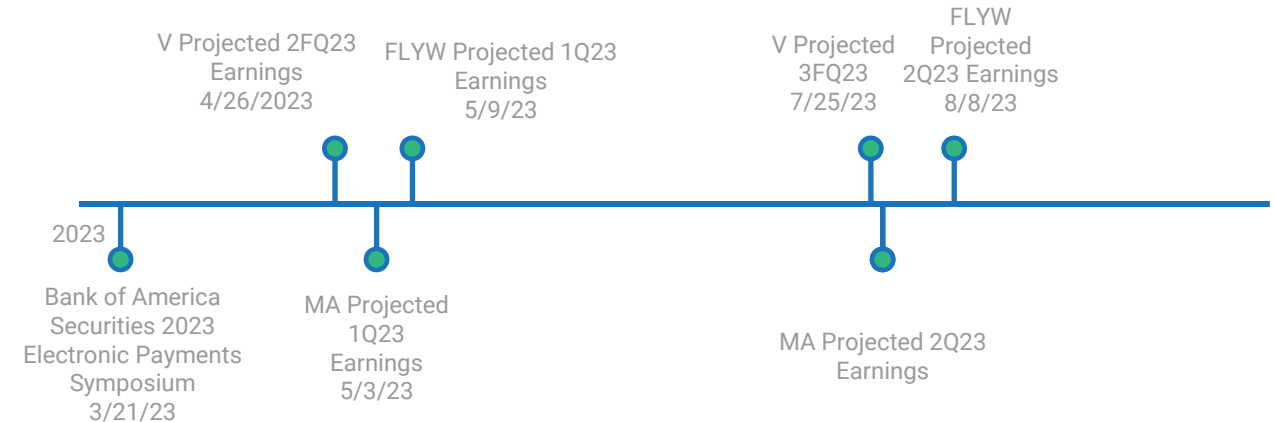 V Projected 2FQ23
Earnings
4/26/2023
FLYW Projected 1Q23
Earnings
5/9/23
V Projected
3FQ23
7/25/23
FLYW
Projected
2Q23 Earnings
8/8/23
2023
Bank of America
Securities 2023
Electronic Payments
Symposium
3/21/23
MA Projected
1Q23
Earnings
5/3/23
MA Projected 2Q23
Earnings